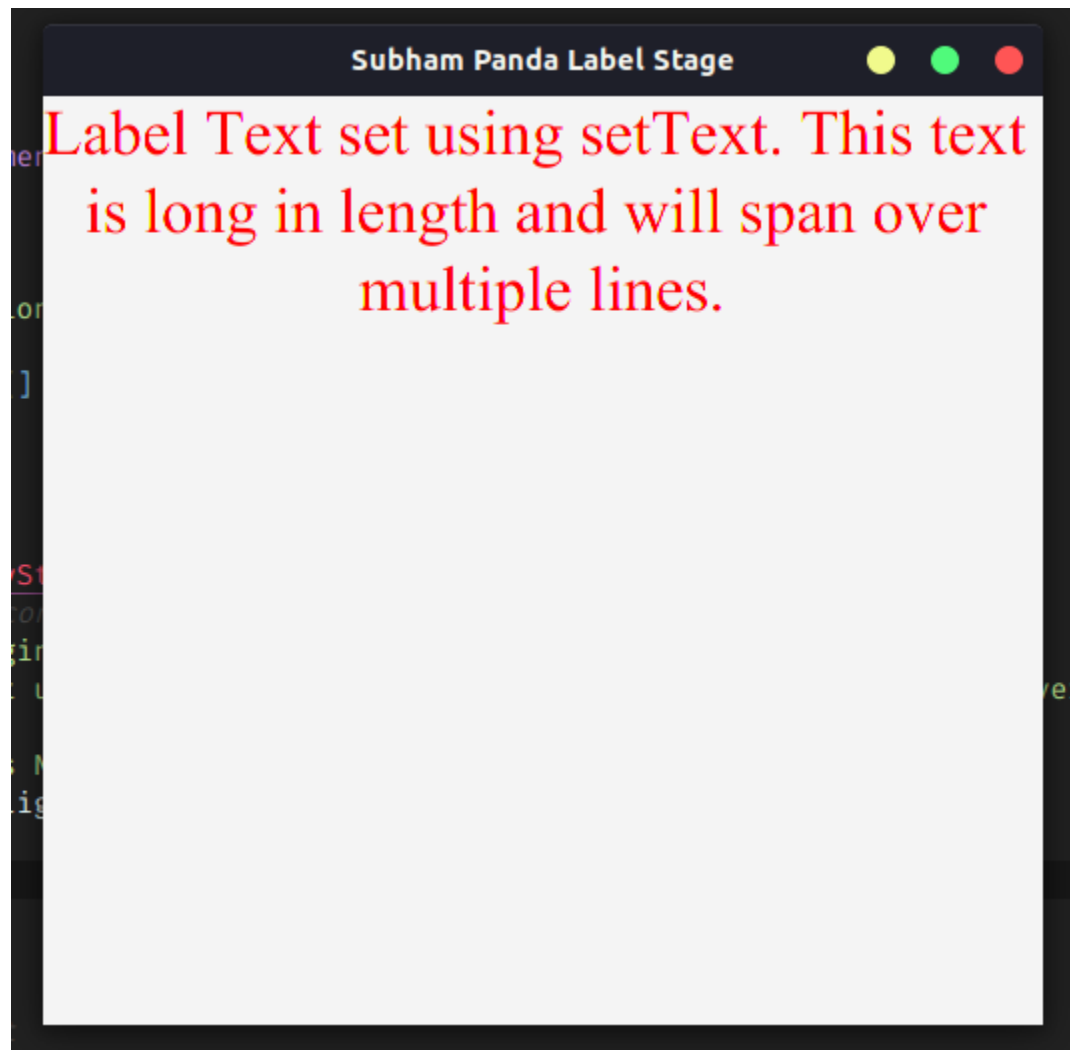 Subham Panda Label Stage
Label Text set using setText. This text
is long in length and will span over
multiple lines.